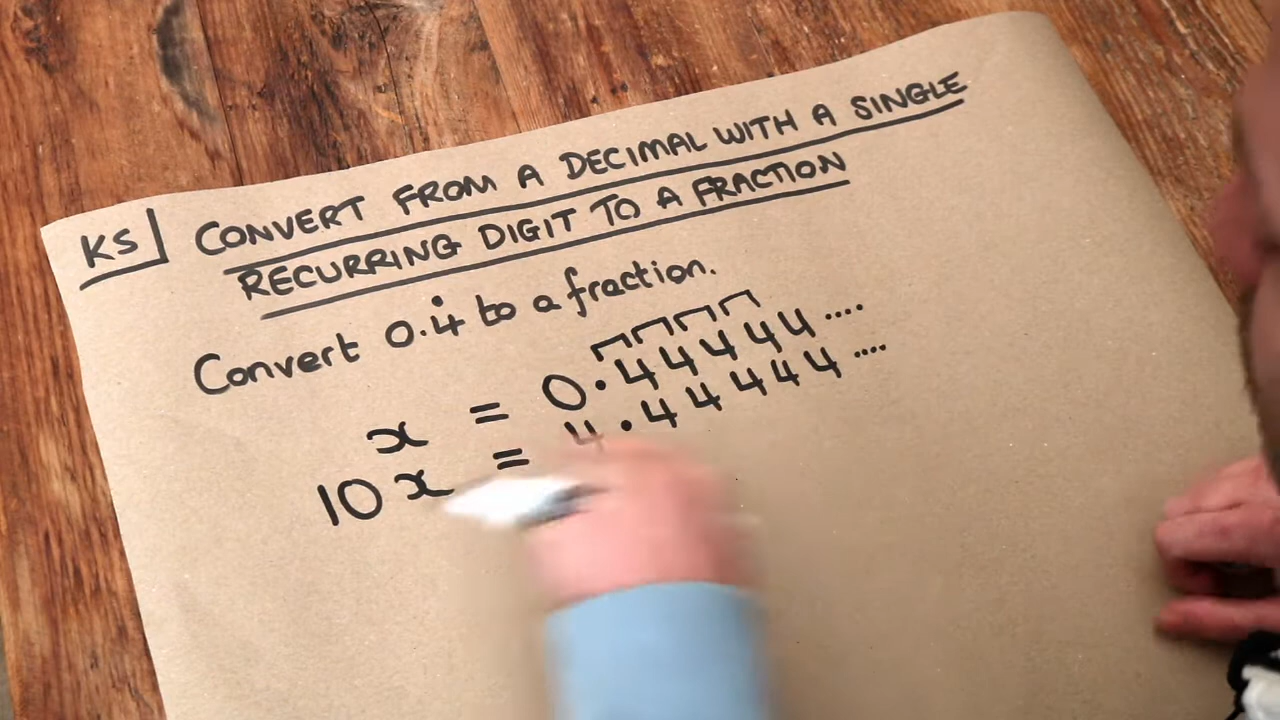 KS CONVERT FROM A DECIMAL WITH A SINGLE
RECURRING DIGIT TO A FRACTION
Convert 0.4̇ to a fraction.
x = 0.44444....
10x = 4.44444....